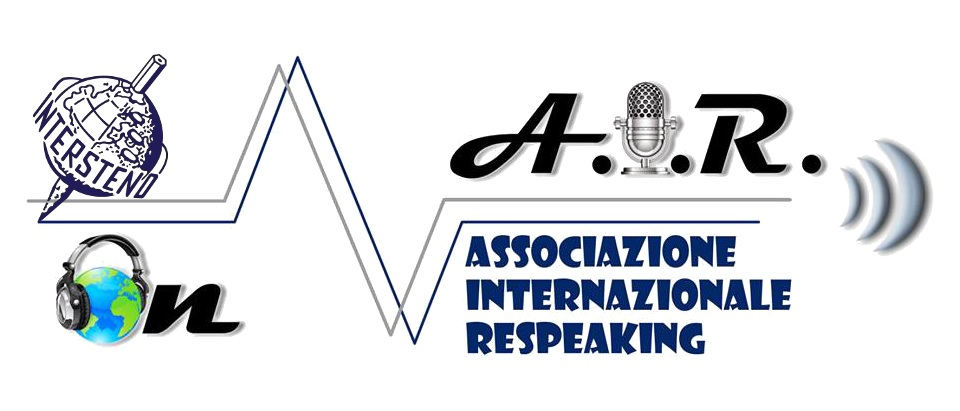 INTERSTENO
On
A.I.R.
ASSOCIAZIONE
INTERNAZIONALE
RESPEAKING